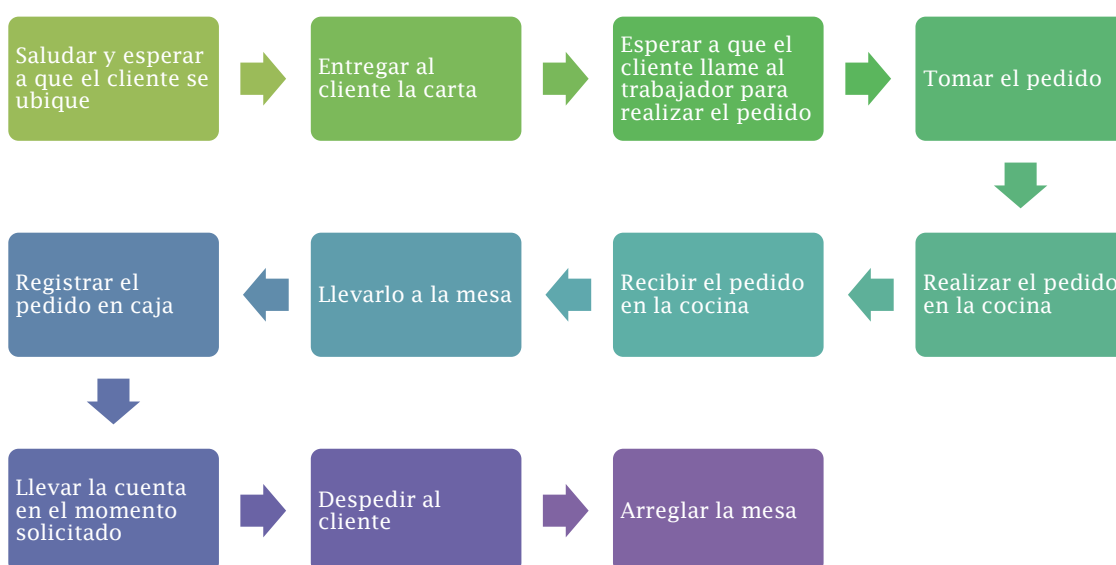 Saludar y esperar
a que el cliente se
ubique
Entregar al
cliente la carta
Esperar a que el
cliente llame al
trabajador para
realizar el pedido
Tomar el pedido
Realizar el pedido
en la cocina
Recibir el pedido
en la cocina
Llevarlo a la mesa
Registrar el
pedido en caja
Llevar la cuenta
en el momento
solicitado
Despedir al
cliente
Arreglar la mesa